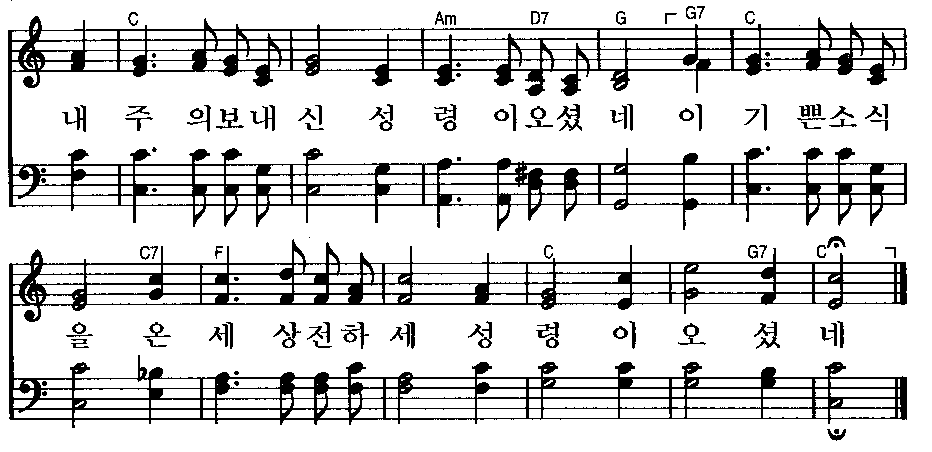 C Am D7 G G7 C
내 주 의보내 신 성 령 이오셨 네 이 기 쁜소식
C7 F C G7 C
을 온 세 상전하 세 성 령 이 오 셨 네